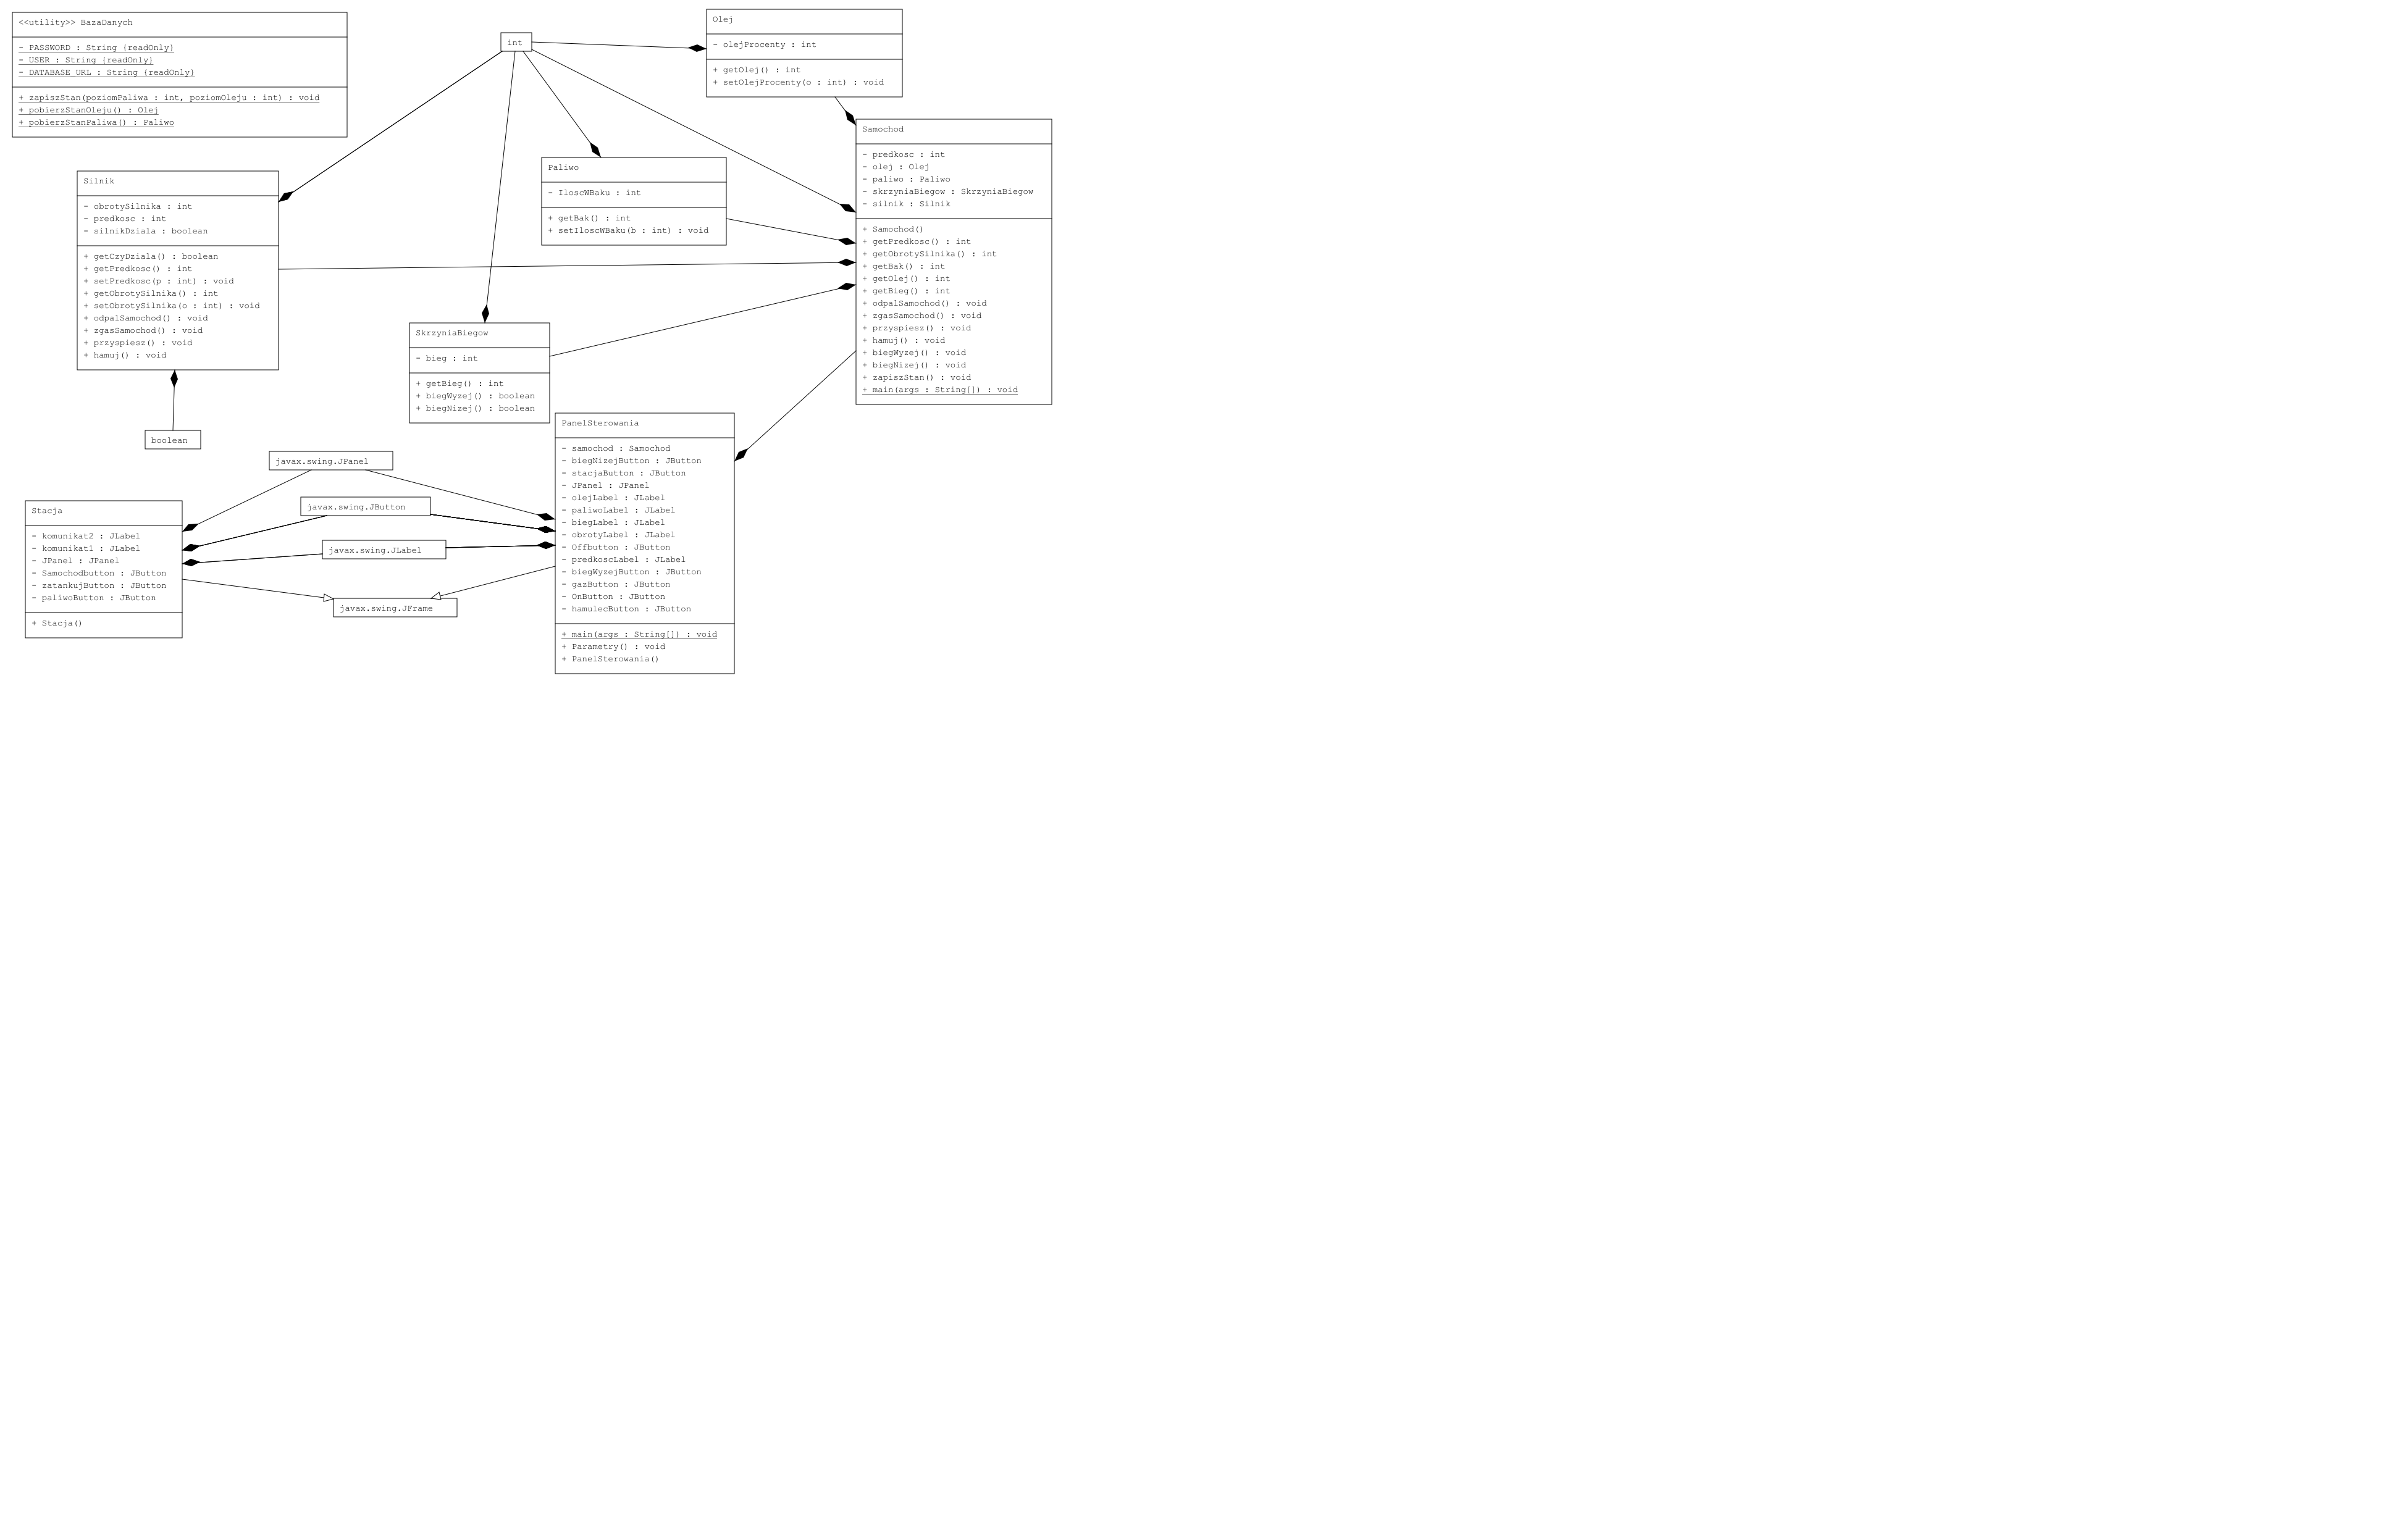 <<utility>> BazaDanych
- PASSWORD : String {readOnly}
- USER : String {readOnly}
- DATABASE_URL : String {readOnly}
+ zapiszStan(poziomPaliwa : int, poziomOleju : int) : void
+ pobierzStanOleju() : Olej
+ pobierzStanPaliwa() : Paliwo
int
Olej
- olejProcenty : int
+ getOlej() : int
+ setOlejProcenty(o : int) : void
Samochod
- predkosc : int
- olej : Olej
- paliwo : Paliwo
- skrzyniaBiegow : SkrzyniaBiegow
- silnik : Silnik
+ Samochod()
+ getPredkosc() : int
+ getObrotySilnika() : int
+ getBak() : int
+ getOlej() : int
+ getBieg() : int
+ odpalSamochod() : void
+ zgasSamochod() : void
+ przyspiesz() : void
+ hamuj() : void
+ biegWyzej() : void
+ biegNizej() : void
+ zapiszStan() : void
+ main(args : String[]) : void
Paliwo
- IloscWBaku : int
+ getBak() : int
+ setIloscWBaku(b : int) : void
Silnik
- obrotySilnika : int
- predkosc : int
- silnikDziala : boolean
+ getCzyDziala() : boolean
+ getPredkosc() : int
+ setPredkosc(p : int) : void
+ getObrotySilnika() : int
+ setObrotySilnika(o : int) : void
+ odpalSamochod() : void
+ zgasSamochod() : void
+ przyspiesz() : void
+ hamuj() : void
SkrzyniaBiegow
- bieg : int
+ getBieg() : int
+ biegWyzej() : boolean
+ biegNizej() : boolean
boolean
PanelSterowania
- samochod : Samochod
- biegNizejButton : JButton
- stacjaButton : JButton
- JPanel : JPanel
- olejLabel : JLabel
- paliwoLabel : JLabel
- biegLabel : JLabel
- obrotyLabel : JLabel
- Offbutton : JButton
- predkoscLabel : JLabel
- biegWyzejButton : JButton
- gazButton : JButton
- OnButton : JButton
- hamulecButton : JButton
+ main(args : String[]) : void
+ Parametry() : void
+ PanelSterowania()
javax.swing.JPanel
javax.swing.JButton
javax.swing.JLabel
javax.swing.JFrame
Stacja
- komunikat2 : JLabel
- komunikat1 : JLabel
- JPanel : JPanel
- Samochodbutton : JButton
- zatankujButton : JButton
- paliwoButton : JButton
+ Stacja()